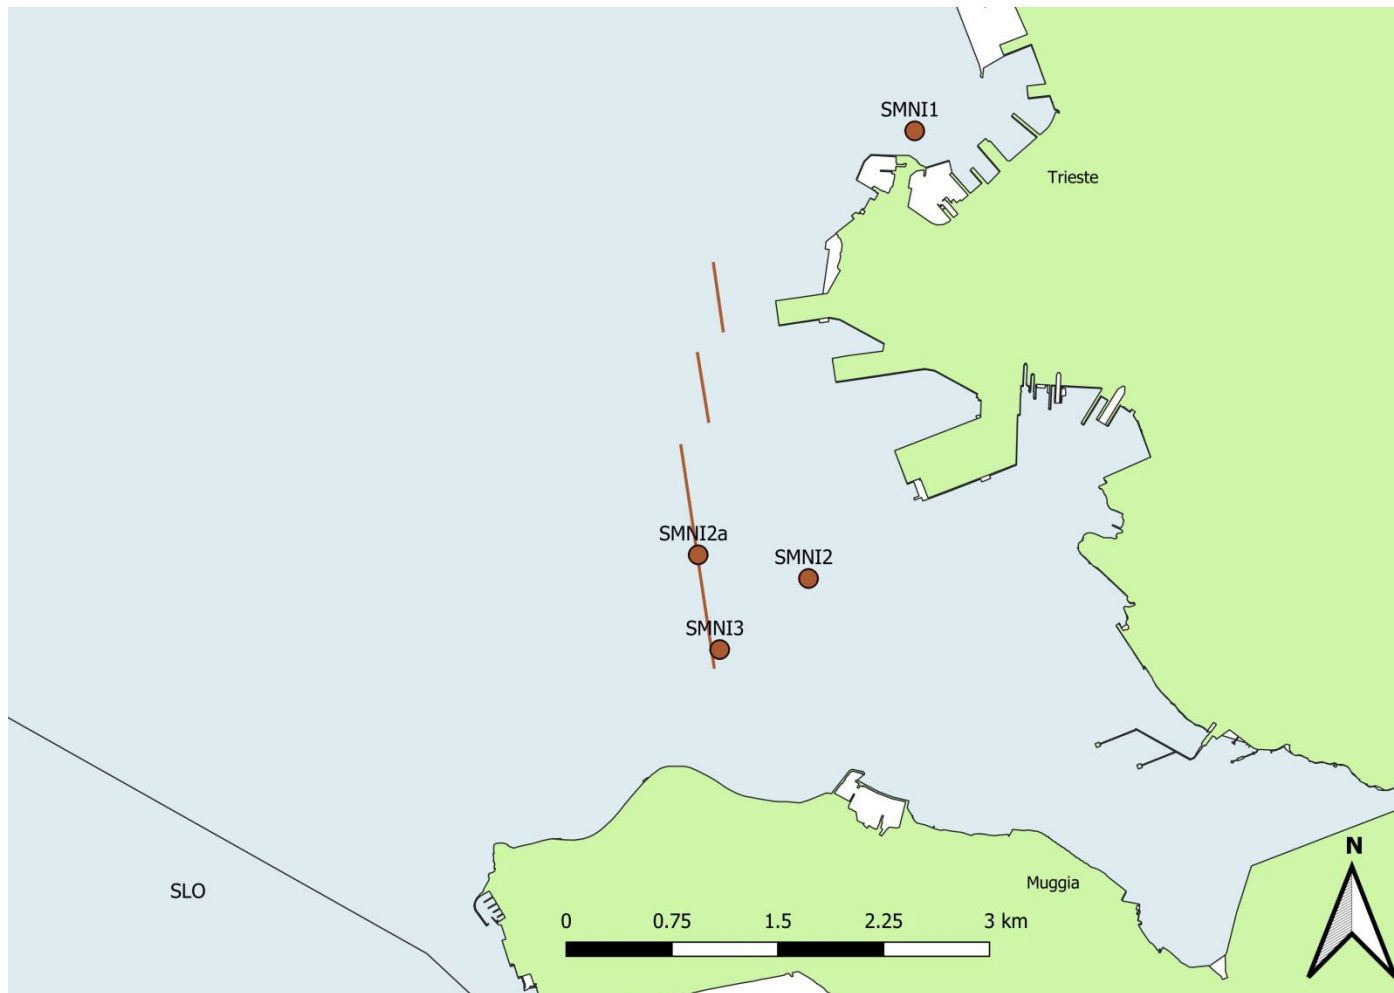 SMNI1
Trieste
SMNI2a
SMNI2
SMNI3
SLO
Muggia
N
0 0.75 1.5 2.25 3 km